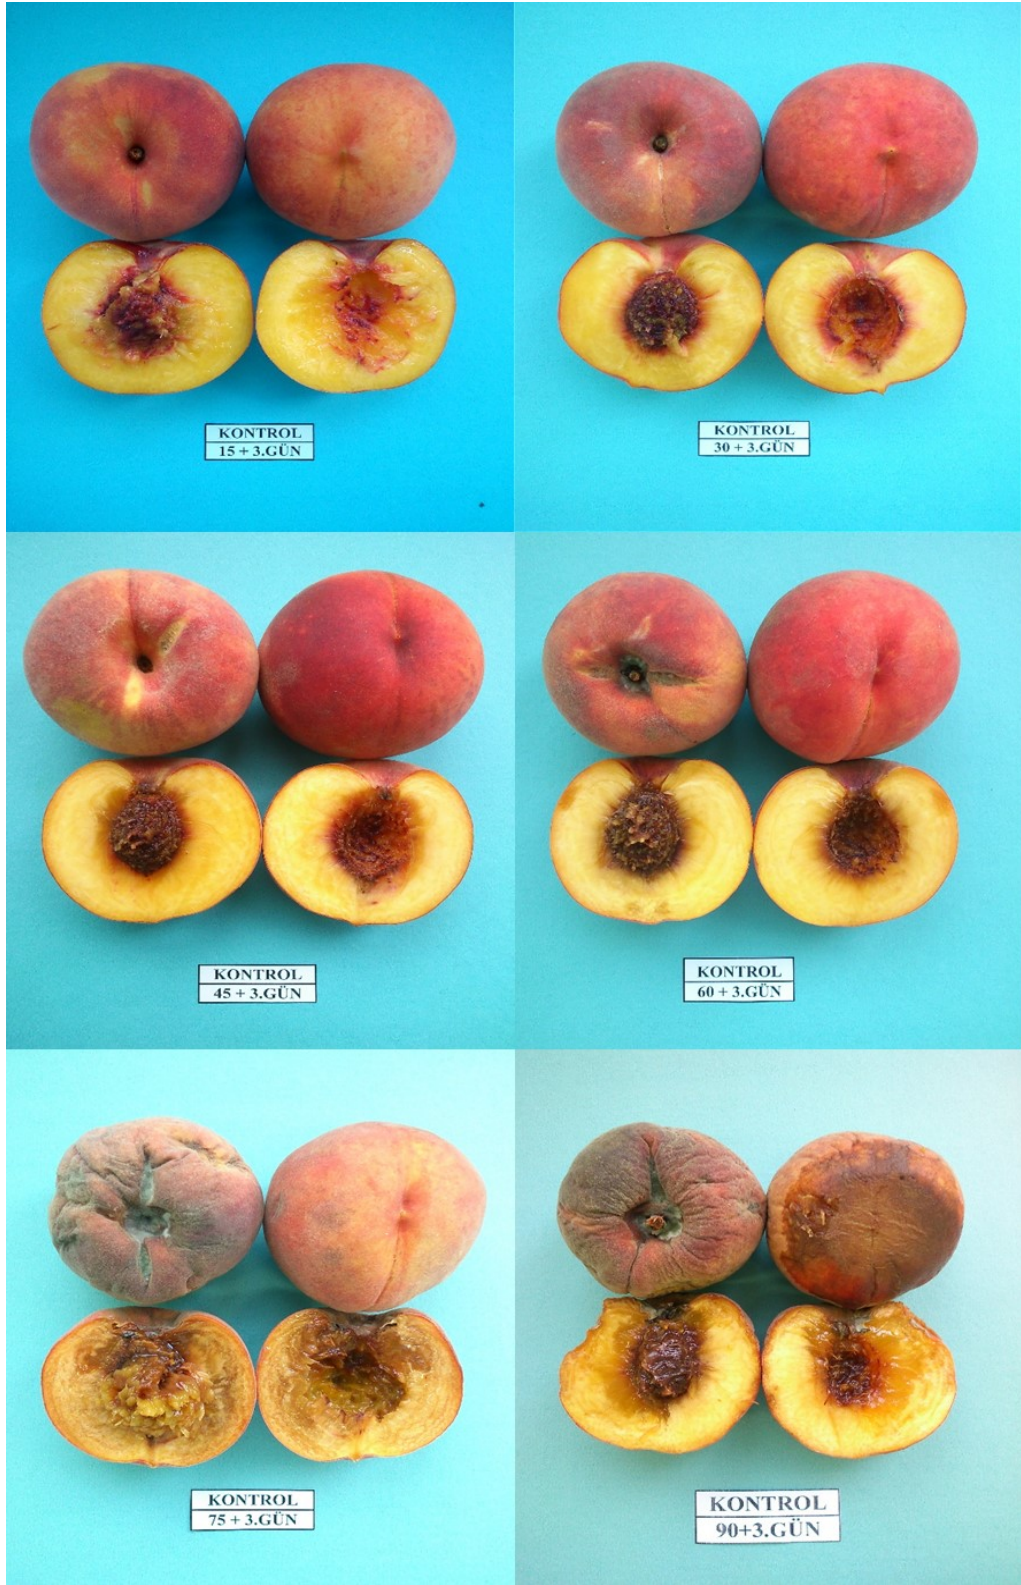 KONTROL
15 + 3.GÜN
KONTROL
30 + 3.GÜN
KONTROL
45 + 3.GÜN
KONTROL
60 + 3.GÜN
KONTROL
75 + 3.GÜN
KONTROL
90+3.GÜN